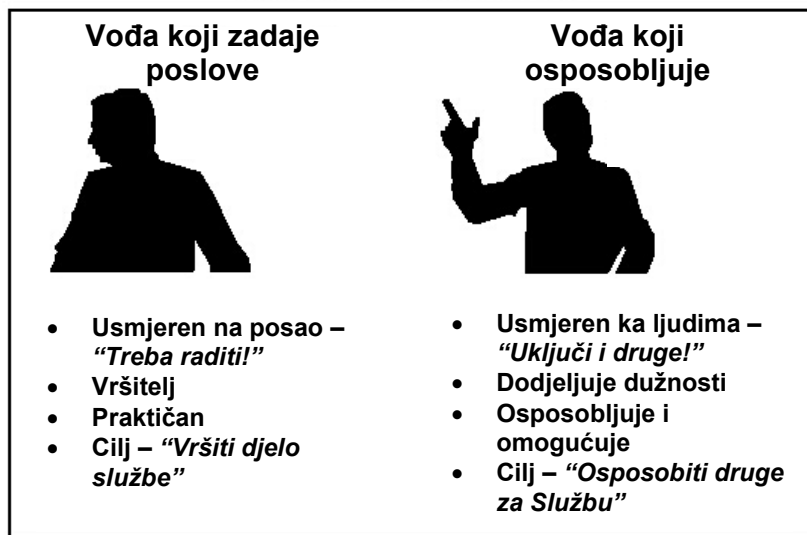 Vođa koji zadaje
poslove
• Usmjeren na posao –
“Treba raditi!”
• Vršitelj
• Praktičan
• Cilj – “Vršiti djelo
službe”
Vođa koji
osposobljuje
• Usmjeren ka ljudima –
“Uključi i druge!”
• Dodjeljuje dužnosti
• Osposobljuje i
omogućuje
• Cilj – “Osposobiti druge
za Službu”